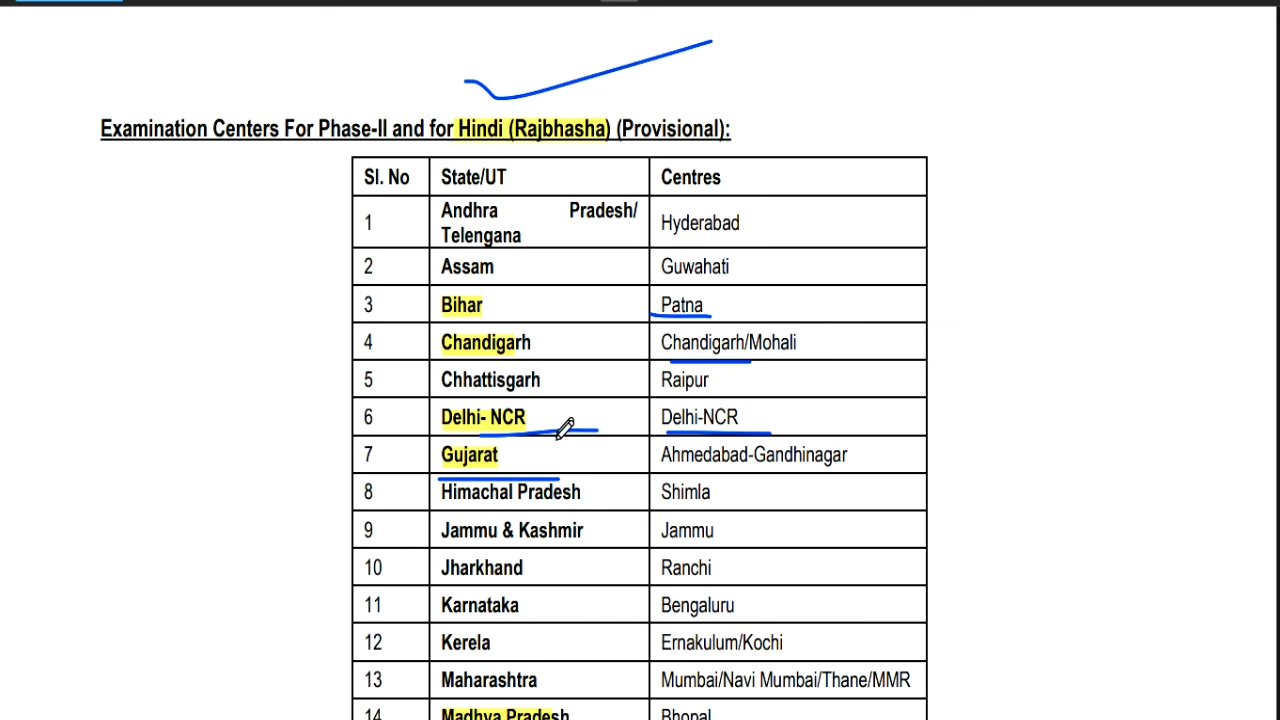 Examination Centers For Phase-II and for Hindi (Rajbhasha) (Provisional):
Sl. No State/UT Centres
1 Andhra Pradesh/ Hyderabad
Telengana
2 Assam Guwahati
3 Bihar Patna
4 Chandigarh Chandigarh/Mohali
5 Chhattisgarh Raipur
6 Delhi- NCR Delhi-NCR
7 Gujarat Ahmedabad-Gandhinagar
8 Himachal Pradesh Shimla
9 Jammu & Kashmir Jammu
10 Jharkhand Ranchi
11 Karnataka Bengaluru
12 Kerela Ernakulum/Kochi
13 Maharashtra Mumbai/Navi Mumbai/Thane/MMR
14 Madhya Pradesh Bhopal